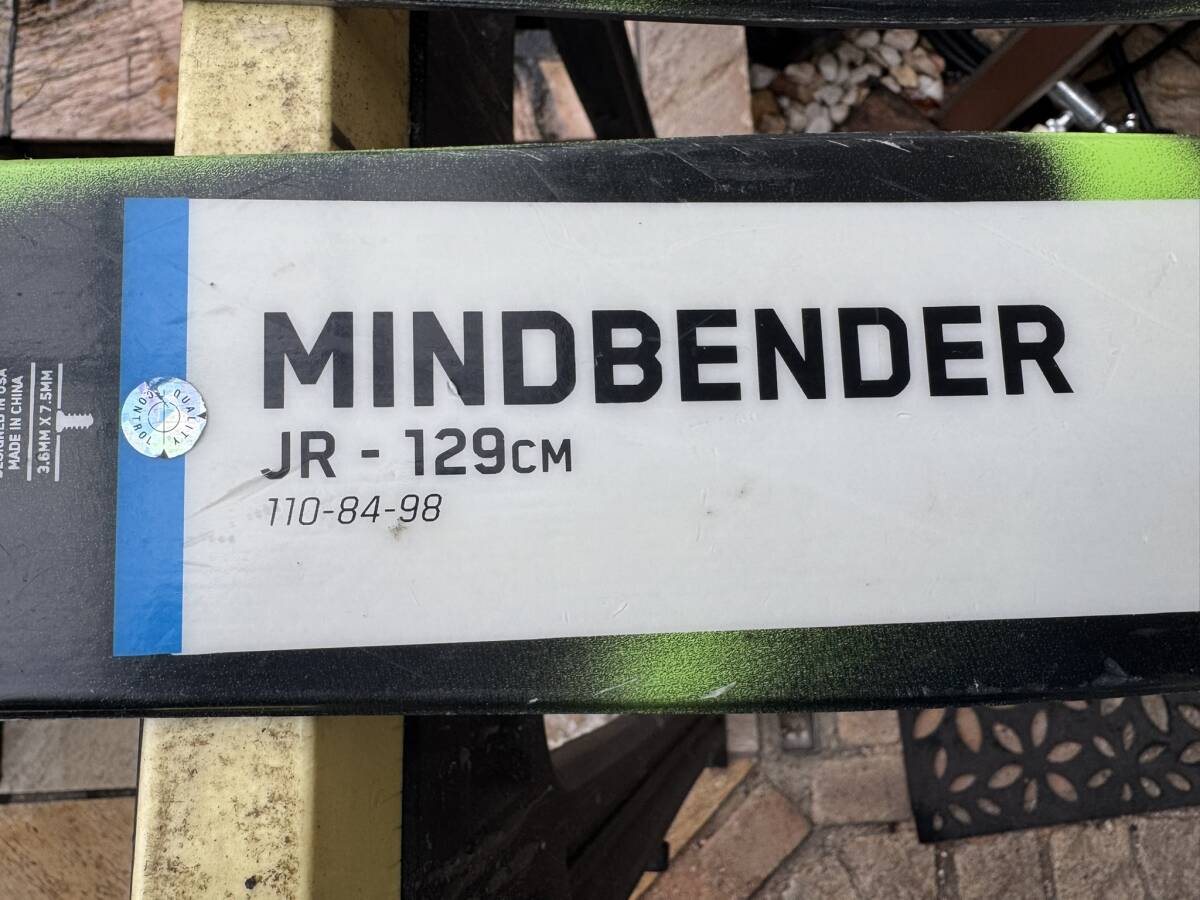 MINDBENDER
JR - 129CM
110-84-98
QUALITY
CONTROL
DESIGNED IN USA
MADE IN CHINA
3.6MM X 7.5MM